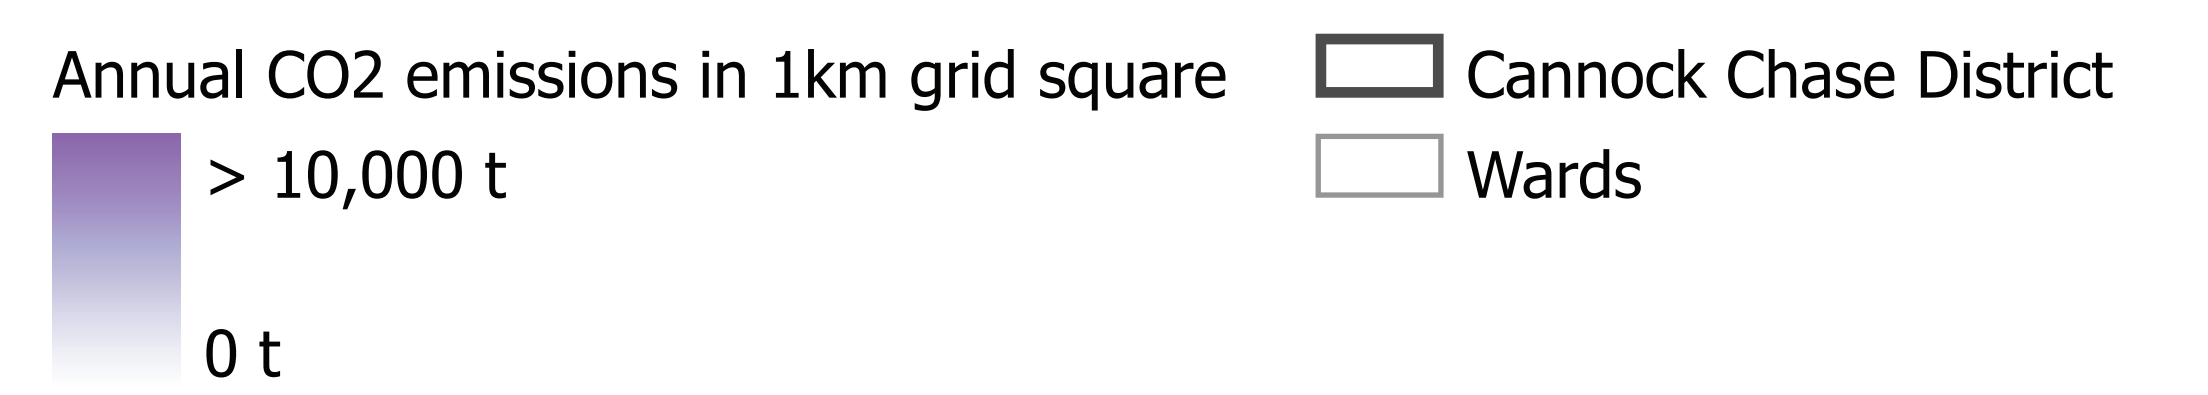 Annual CO2 emissions in 1km grid square
> 10,000 t
0 t
Cannock Chase District
Wards